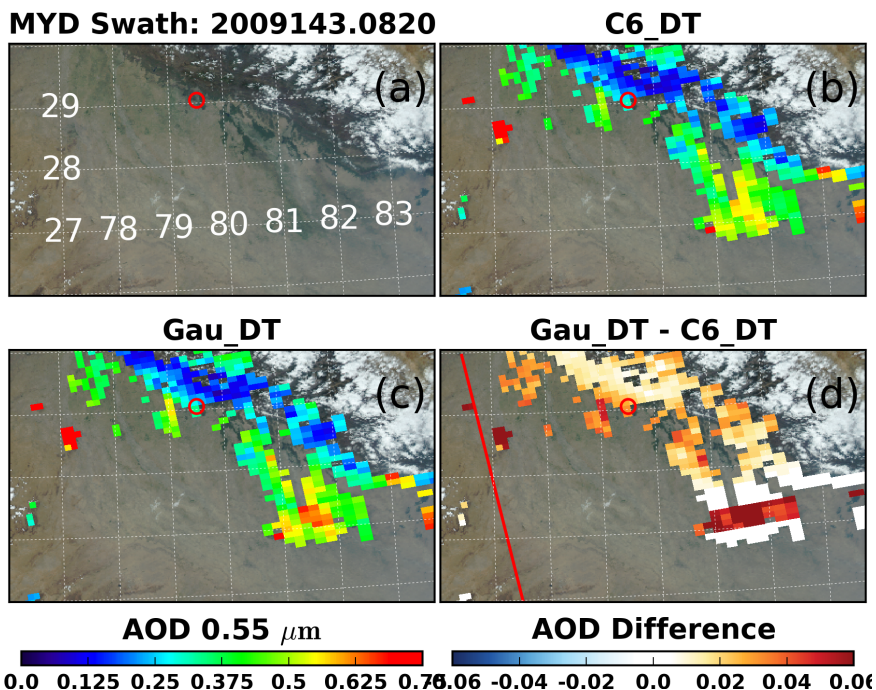 MYD Swath: 2009143.0820
C6_DT
(a)
(b)
29
28
27 78 79 80 81 82 83
Gau_DT
Gau_DT - C6_DT
(c)
(d)
AOD 0.55 μm
AOD Difference
0.0 0.125 0.25 0.375 0.5 0.625 0.75
0.06 -0.04 -0.02 0.0 0.02 0.04 0.06